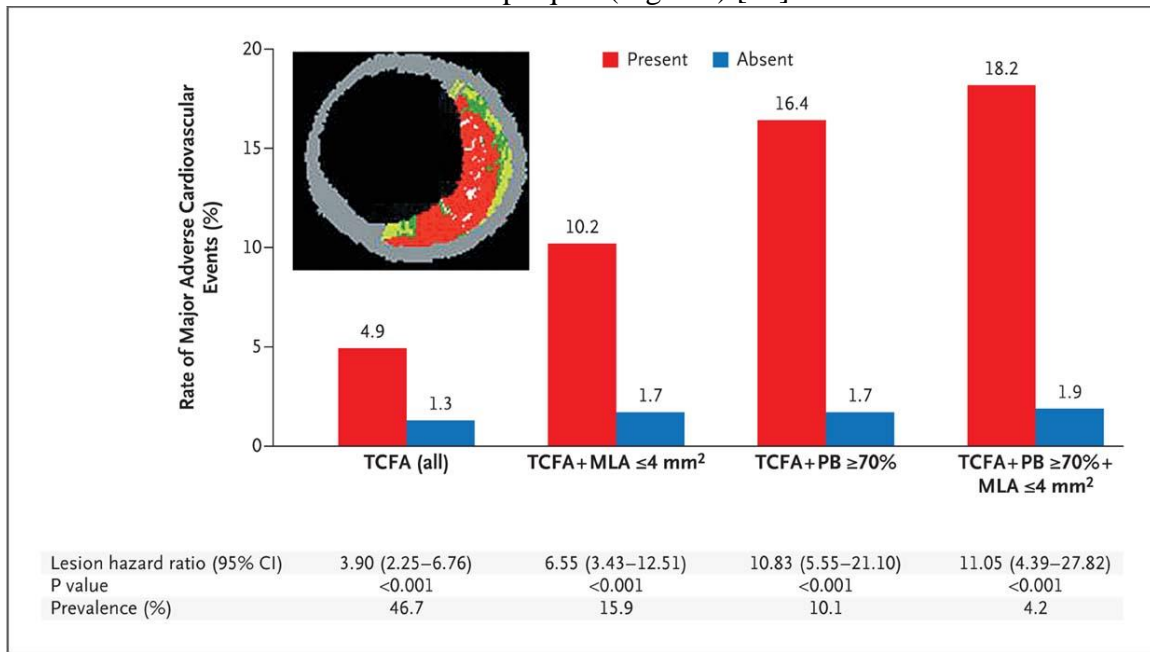 20
15
10
5
0
Rate of Major Adverse Cardiovascular
Events (%)
Present
Absent
4.9
1.3
10.2
1.7
16.4
1.7
18.2
1.9
TCFA (all)
TCFA+MLA ≤4 mm²
TCFA+PB ≥70%
TCFA+PB ≥70%+
MLA ≤4 mm²
Lesion hazard ratio (95% CI) 3.90 (2.25–6.76) 6.55 (3.43–12.51) 10.83 (5.55–21.10) 11.05 (4.39–27.82)
P value <0.001 <0.001 <0.001 <0.001
Prevalence (%) 46.7 15.9 10.1 4.2